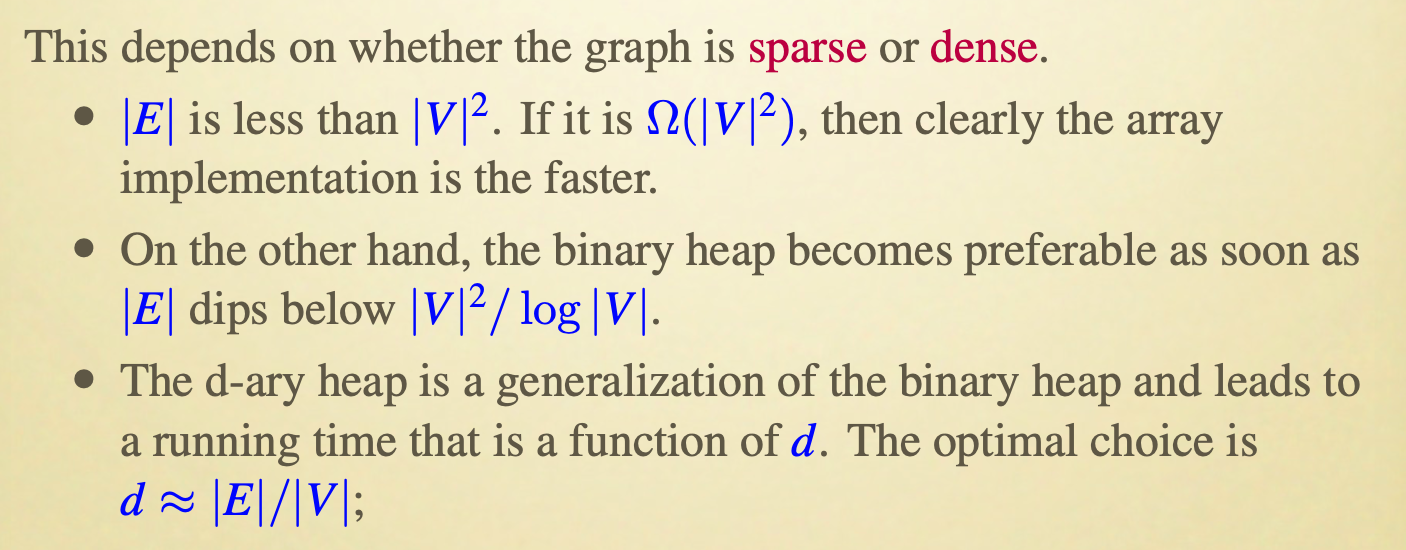 This depends on whether the graph is sparse or dense.
• |E| is less than |V|². If it is Ω(|V|²), then clearly the array
implementation is the faster.
• On the other hand, the binary heap becomes preferable as soon as
|E| dips below |V|²/ log |V|.
• The d-ary heap is a generalization of the binary heap and leads to
a running time that is a function of d. The optimal choice is
d ≈ |E|/|V|;